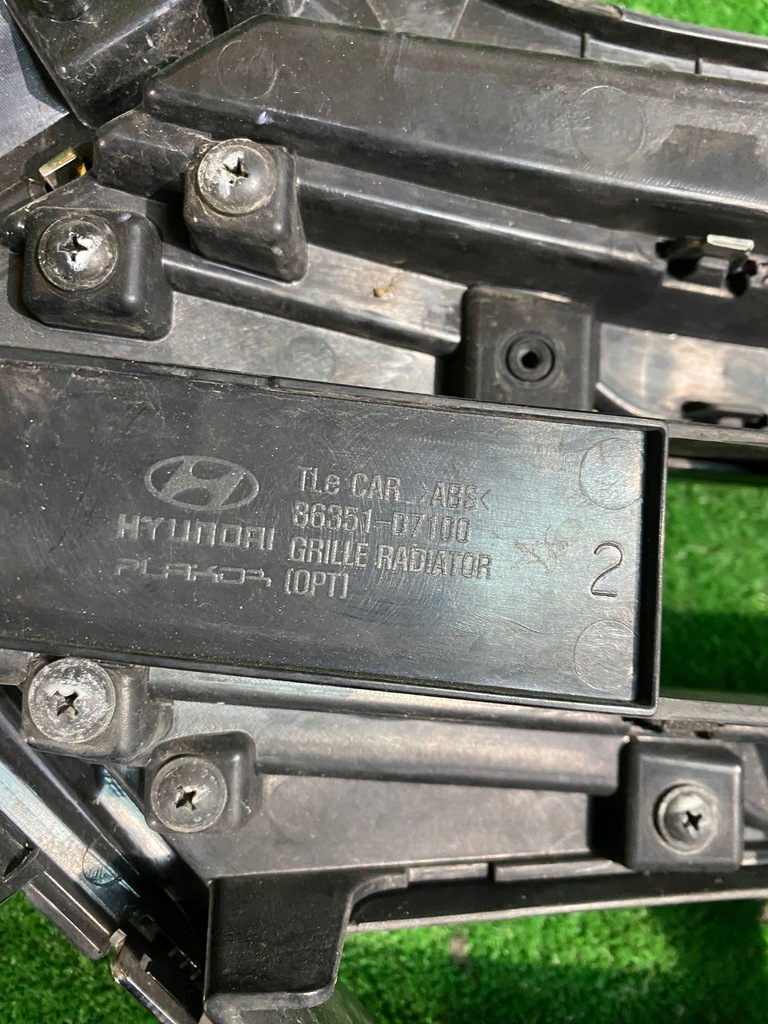 TLe CAR >ABS<
86351-D7100
HYUNDAI GRILLE RADIATOR
PLAKOR (OPT)
2